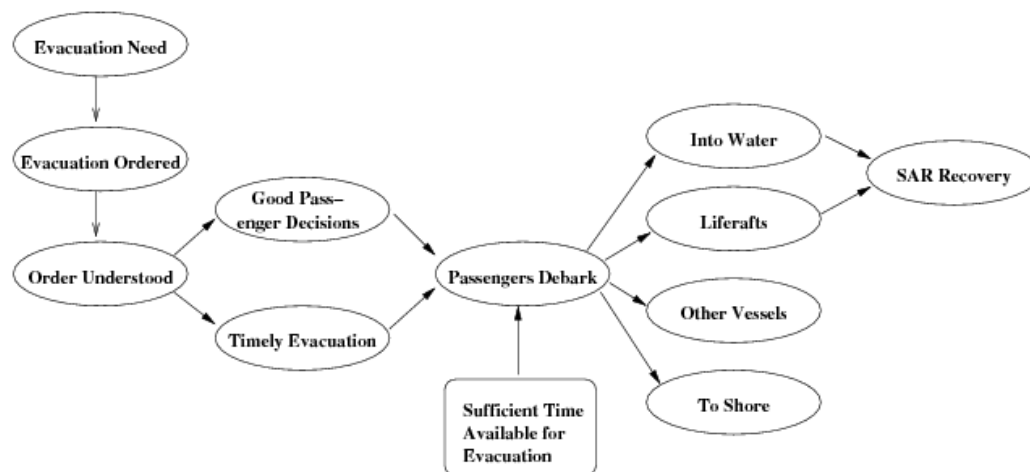 Evacuation Need
Evacuation Ordered
Order Understood
Good Pass–
enger Decisions
Timely Evacuation
Passengers Debark
Sufficient Time
Available for
Evacuation
Into Water
Liferafts
Other Vessels
To Shore
SAR Recovery